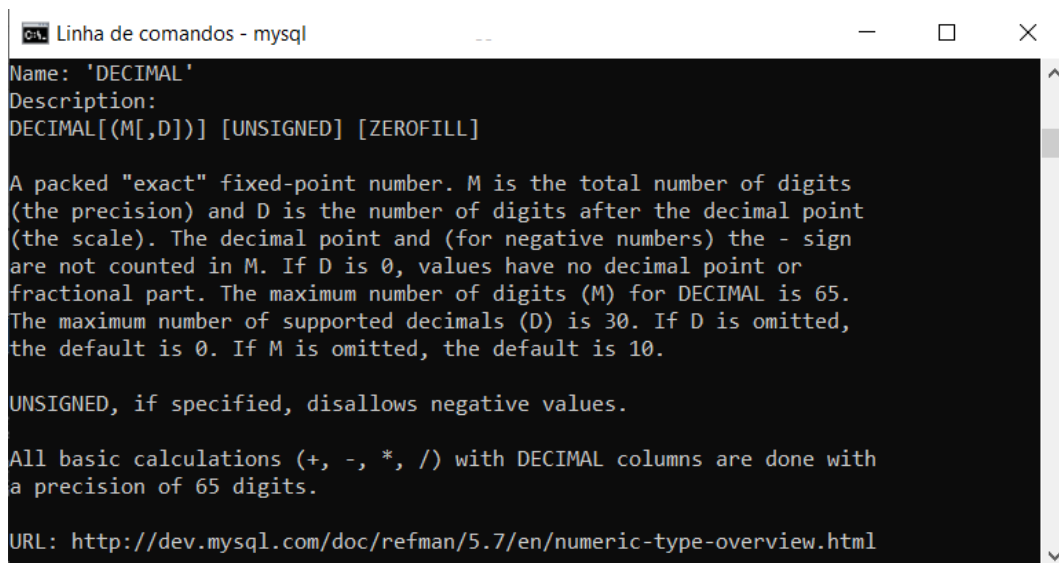 Linha de comandos - mysql
Name: 'DECIMAL'
Description:
DECIMAL[(M[,D])] [UNSIGNED] [ZEROFILL]
A packed "exact" fixed-point number. M is the total number of digits
(the precision) and D is the number of digits after the decimal point
(the scale). The decimal point and (for negative numbers) the - sign
are not counted in M. If D is 0, values have no decimal point or
fractional part. The maximum number of digits (M) for DECIMAL is 65.
The maximum number of supported decimals (D) is 30. If D is omitted,
the default is 0. If M is omitted, the default is 10.
UNSIGNED, if specified, disallows negative values.
All basic calculations (+, -, *, /) with DECIMAL columns are done with
a precision of 65 digits.
URL: http://dev.mysql.com/doc/refman/5.7/en/numeric-type-overview.html